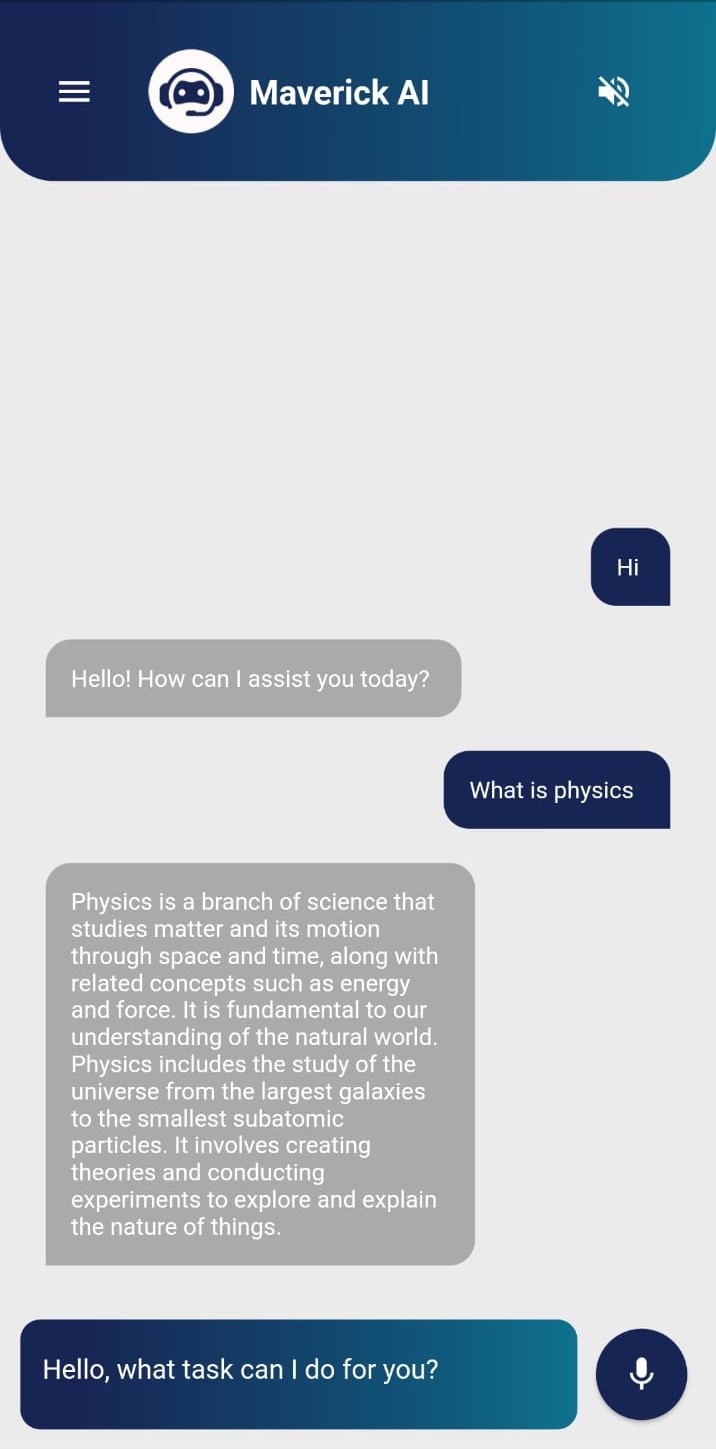 Maverick AI
Hi
Hello! How can I assist you today?
What is physics
Physics is a branch of science that
studies matter and its motion
through space and time, along with
related concepts such as energy
and force. It is fundamental to our
understanding of the natural world.
Physics includes the study of the
universe from the largest galaxies
to the smallest subatomic
particles. It involves creating
theories and conducting
experiments to explore and explain
the nature of things.
Hello, what task can I do for you?